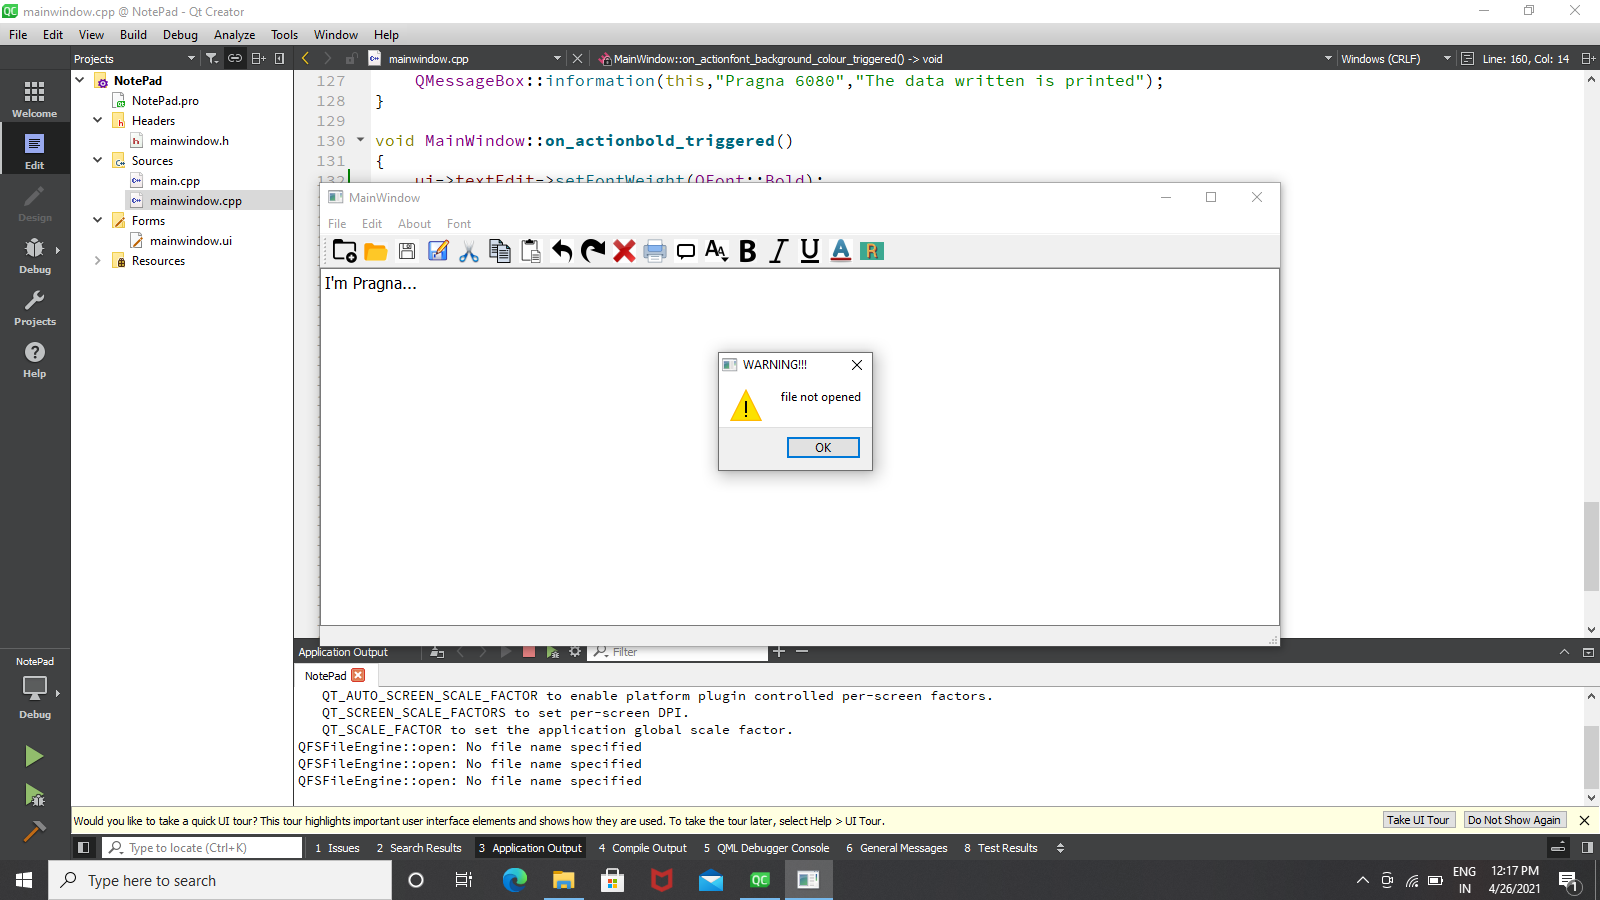 mainwindow.cpp @ NotePad - Qt Creator
File Edit View Build Debug Analyze Tools Window Help
Projects
mainwindow.cpp
MainWindow::on_actionfont_background_colour_triggered() -> void
Windows (CRLF)
Line: 160, Col: 14
Welcome
Edit
Design
Debug
Projects
Help
NotePad
Debug
NotePad
NotePad.pro
Headers
mainwindow.h
Sources
main.cpp
mainwindow.cpp
Forms
mainwindow.ui
Resources
127 QMessageBox::information(this,"Pragna 6080","The data written is printed");
128 }
129
130 void MainWindow::on_actionbold_triggered()
131 {
132 ui->textEdit->setFontWeight(QFont::Bold);
MainWindow
File Edit About Font
I'm Pragna...
WARNING!!!
file not opened
OK
Application Output
Filter
NotePad
QT_AUTO_SCREEN_SCALE_FACTOR to enable platform plugin controlled per-screen factors.
QT_SCREEN_SCALE_FACTORS to set per-screen DPI.
QT_SCALE_FACTOR to set the application global scale factor.
QFSFileEngine::open: No file name specified
QFSFileEngine::open: No file name specified
QFSFileEngine::open: No file name specified
Would you like to take a quick UI tour? This tour highlights important user interface elements and shows how they are used. To take the tour later, select Help > UI Tour.
Take UI Tour
Do Not Show Again
Type to locate (Ctrl+K)
1 Issues 2 Search Results 3 Application Output 4 Compile Output 5 QML Debugger Console 6 General Messages 8 Test Results
Type here to search
QC
ENG
IN
12:17 PM
4/26/2021
1